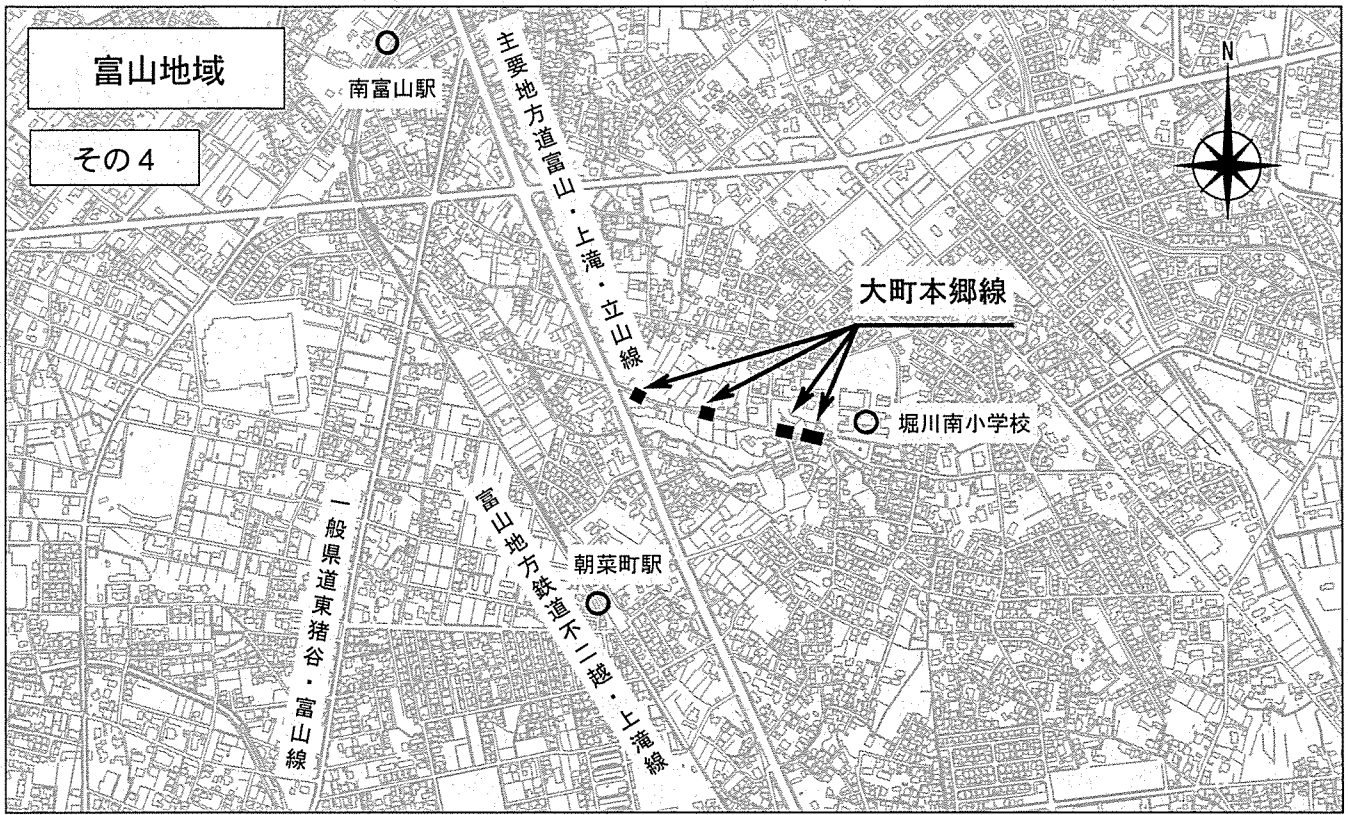 富山地域
その4
南富山駅
主要地方道富山・上滝・立山線
N
大町本郷線
堀川南小学校
一般県道東猪谷・富山線
富山地方鉄道不二越・上滝線
朝菜町駅